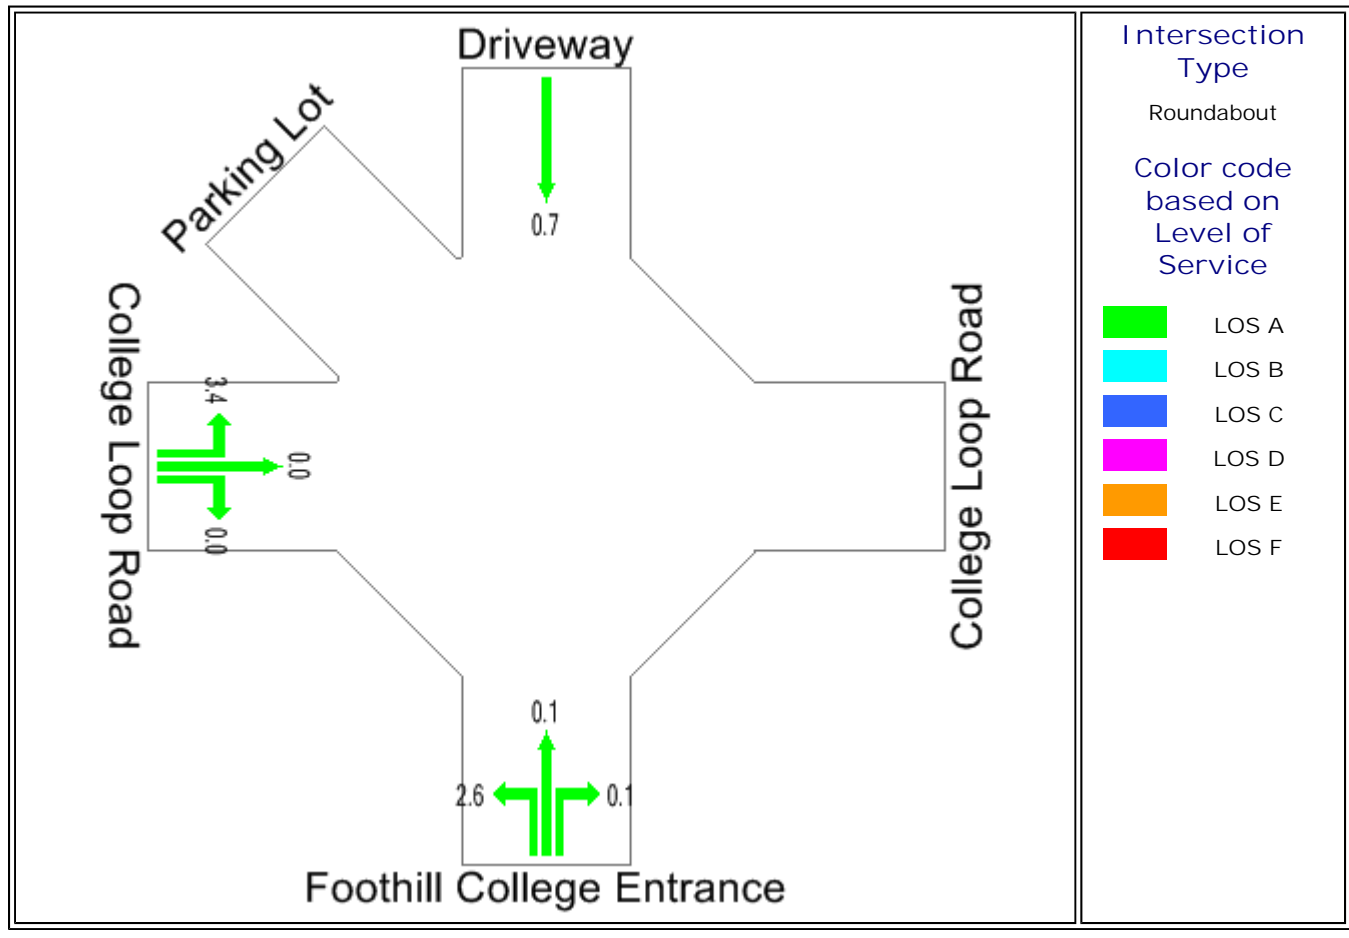 Driveway
0.7
Parking Lot
College Loop Road
3.4
0.0
0.0
College Loop Road
0.1
2.6
0.1
Foothill College Entrance
Intersection
Type
Roundabout
Color code
based on
Level of
Service
LOS A
LOS B
LOS C
LOS D
LOS E
LOS F